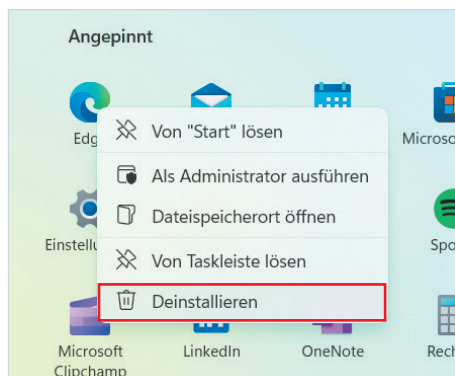 Angepinnt
Von "Start" lösen
Als Administrator ausführen
Dateispeicherort öffnen
Von Taskleiste lösen
Deinstallieren
Microsoft LinkedIn OneNote
Clipchamp